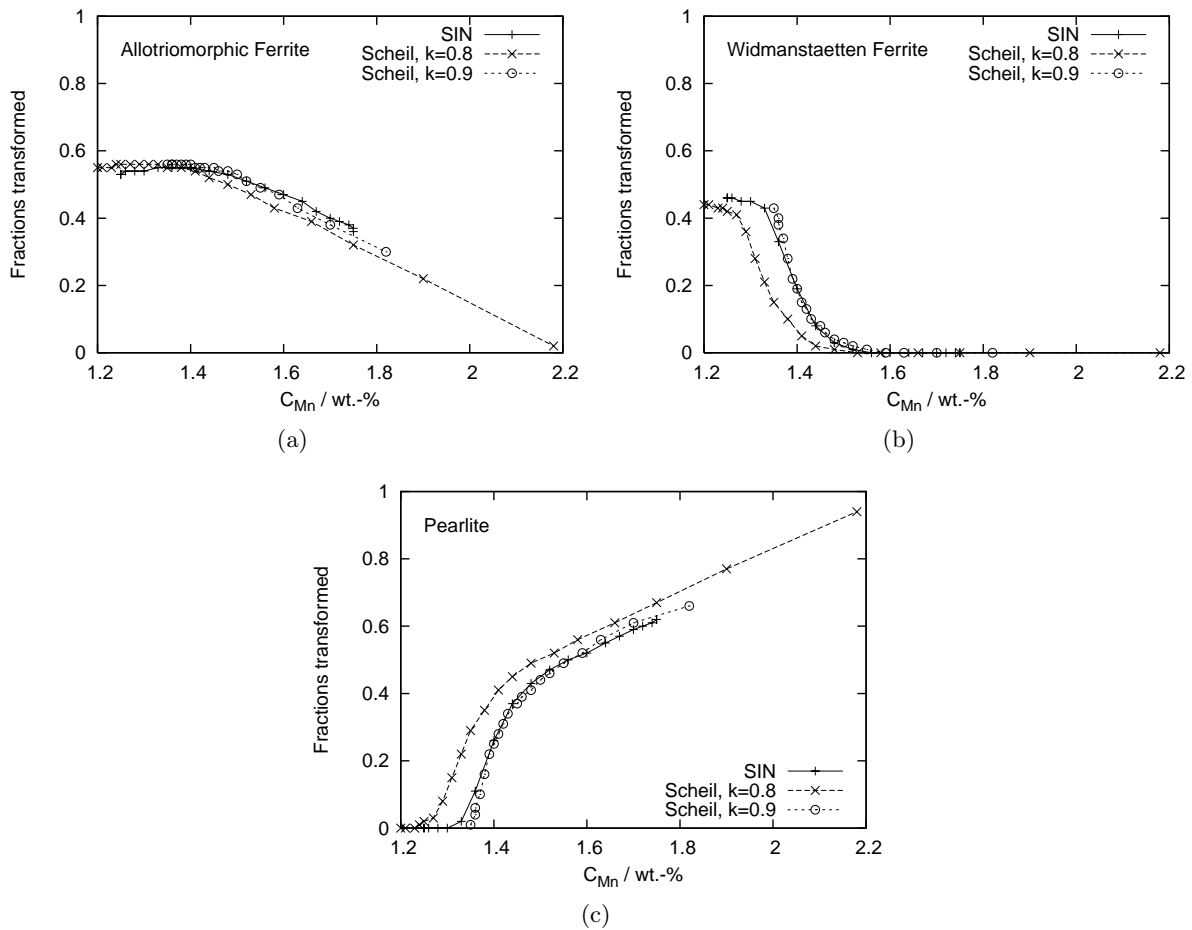 Allotriomorphic Ferrite
SIN
Scheil, k=0.8
Scheil, k=0.9
Fractions transformed
1
0.8
0.6
0.4
0.2
0
1.2 1.4 1.6 1.8 2 2.2
C_Mn / wt.-%
(a)
Widmanstaetten Ferrite
SIN
Scheil, k=0.8
Scheil, k=0.9
Fractions transformed
1
0.8
0.6
0.4
0.2
0
1.2 1.4 1.6 1.8 2 2.2
C_Mn / wt.-%
(b)
Pearlite
Fractions transformed
1
0.8
0.6
0.4
0.2
0
SIN
Scheil, k=0.8
Scheil, k=0.9
1.2 1.4 1.6 1.8 2 2.2
C_Mn / wt.-%
(c)